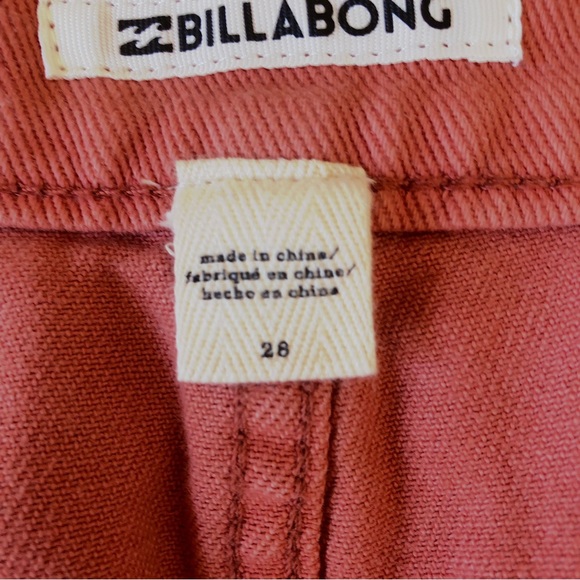 BILLABONG
made in china/
fabriqué en chine/
hecho en china
28